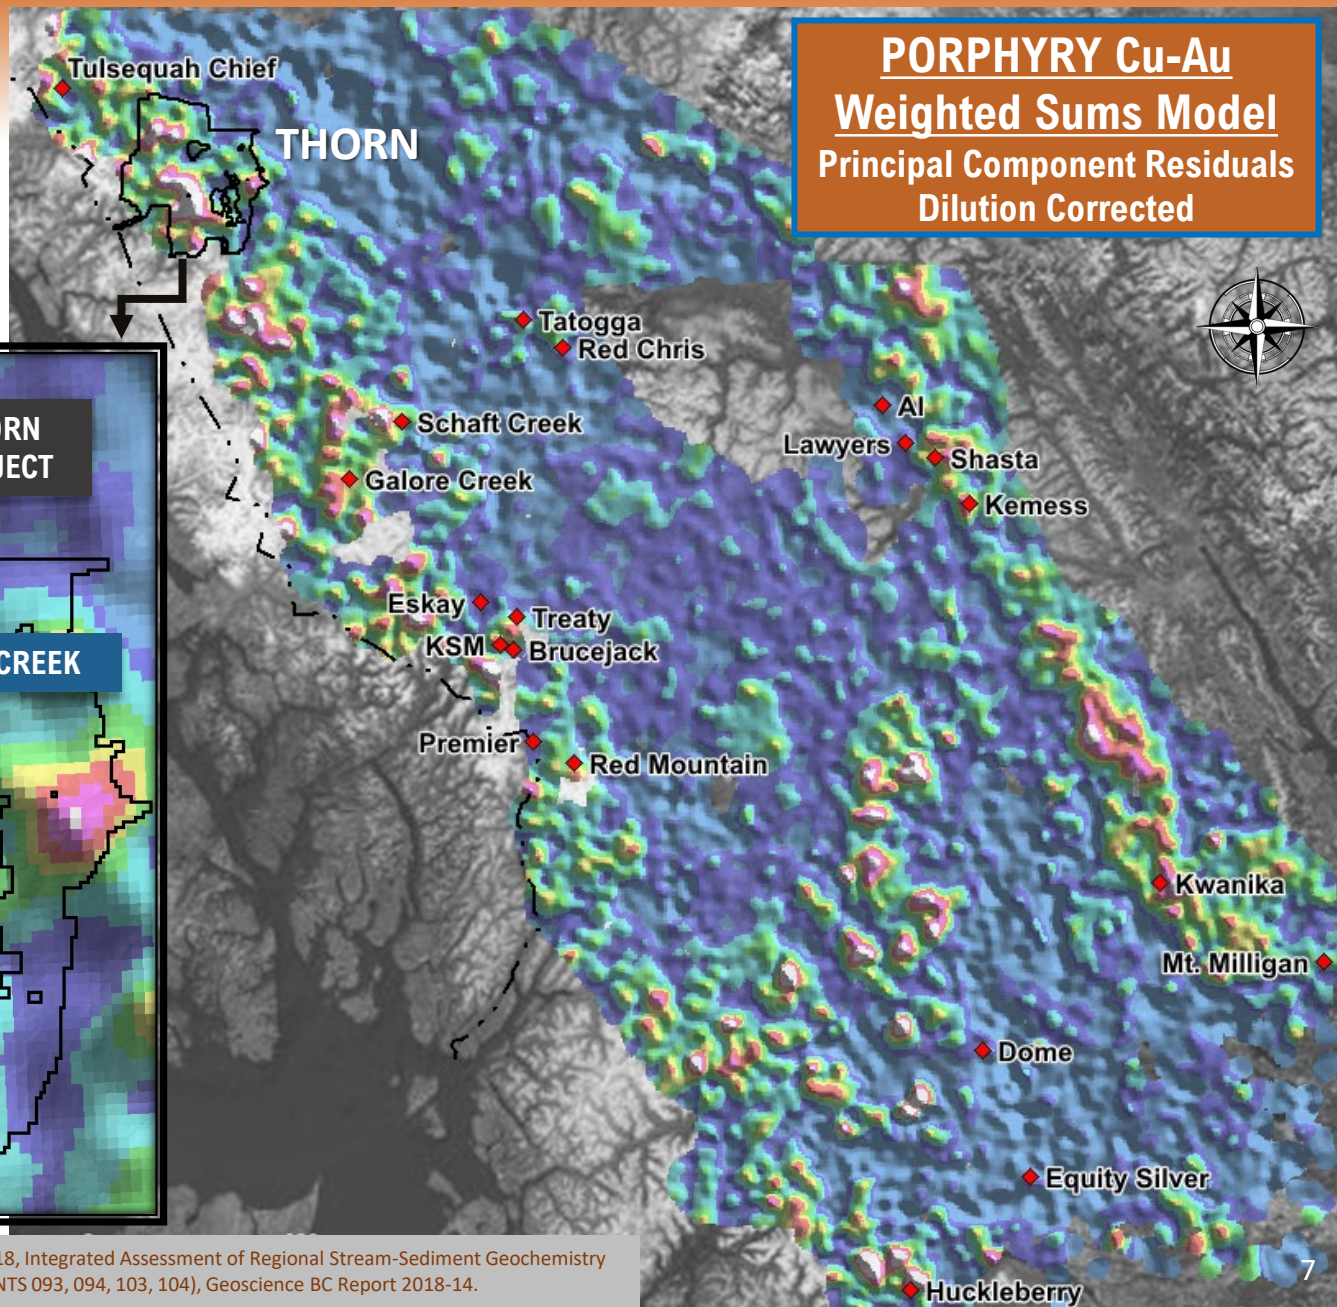 PORPHYRY Cu-Au
Weighted Sums Model
Principal Component Residuals
Dilution Corrected
Tulsequah Chief
THORN
Tatogga
Red Chris
Al
Schaft Creek
Lawyers
Shasta
Galore Creek
Kemess
ORN
JECT
Eskay
Treaty
KSM
Brucejack
CREEK
Premier
Red Mountain
Kwanika
Mt. Milligan
Dome
Equity Silver
Huckleberry
18, Integrated Assessment of Regional Stream-Sediment Geochemistry
NTS 093, 094, 103, 104), Geoscience BC Report 2018-14.
7